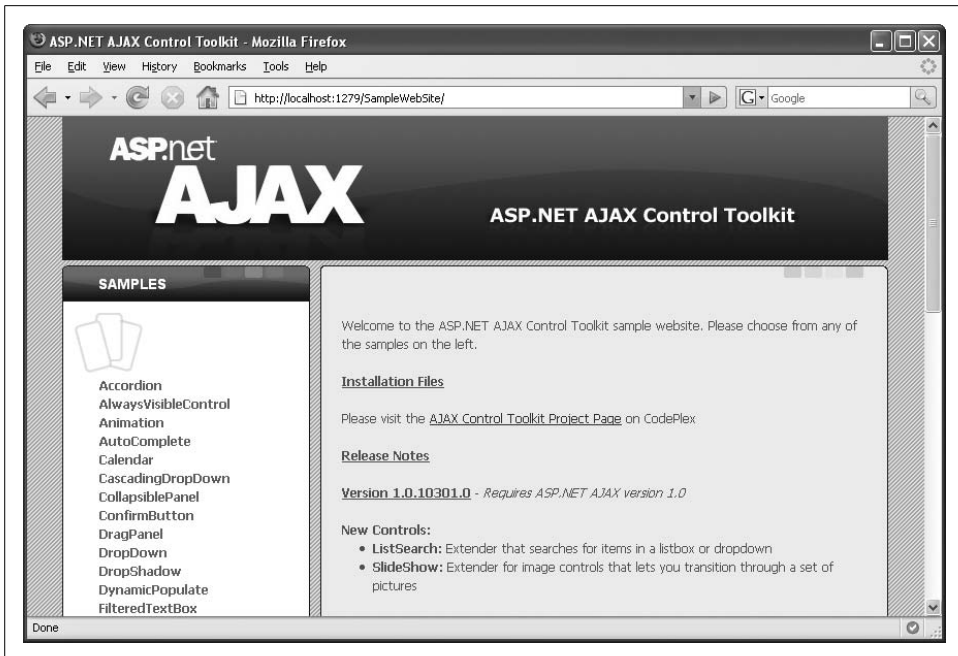 ASP.NET AJAX Control Toolkit - Mozilla Firefox
File Edit View History Bookmarks Tools Help
http://localhost:1279/SampleWebSite/
G Google
ASP.net
AJAX
ASP.NET AJAX Control Toolkit
SAMPLES
Accordion
AlwaysVisibleControl
Animation
AutoComplete
Calendar
CascadingDropDown
CollapsiblePanel
ConfirmButton
DragPanel
DropDown
DropShadow
DynamicPopulate
FilteredTextBox
Welcome to the ASP.NET AJAX Control Toolkit sample website. Please choose from any of
the samples on the left.
Installation Files
Please visit the AJAX Control Toolkit Project Page on CodePlex
Release Notes
Version 1.0.10301.0 - Requires ASP.NET AJAX version 1.0
New Controls:
• ListSearch: Extender that searches for items in a listbox or dropdown
• SlideShow: Extender for image controls that lets you transition through a set of
pictures
Done